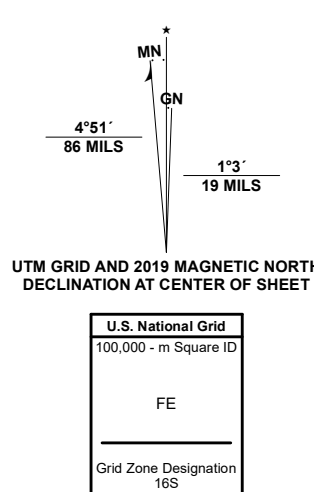 MN
GN
4°51´
86 MILS
1°3´
19 MILS
UTM GRID AND 2019 MAGNETIC NORTH
DECLINATION AT CENTER OF SHEET
U.S. National Grid
100,000 - m Square ID
FE
Grid Zone Designation
16S